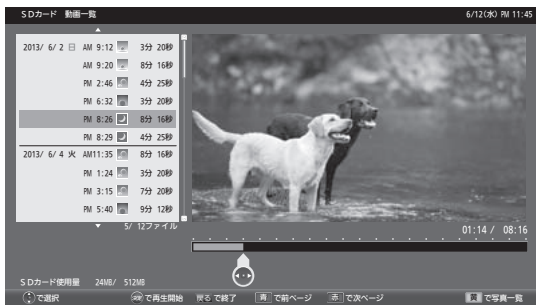 SDカード 動画一覧
6/12(水) PM 11:45
2013/ 6/ 2 日 AM 9:12 3分 20秒
AM 9:20 8分 16秒
PM 2:46 4分 25秒
PM 6:32 3分 20秒
PM 8:26 8分 16秒
PM 8:29 4分 25秒
2013/ 6/ 4 火 AM11:35 8分 16秒
PM 1:24 3分 20秒
PM 3:15 7分 20秒
PM 5:40 9分 12秒
5/ 12ファイル
01:14 / 08:16
SDカード使用量 24MB/ 512MB
で選択 決定 で再生開始 戻る で終了 青 で前ページ 赤 で次ページ 黄 で写真一覧